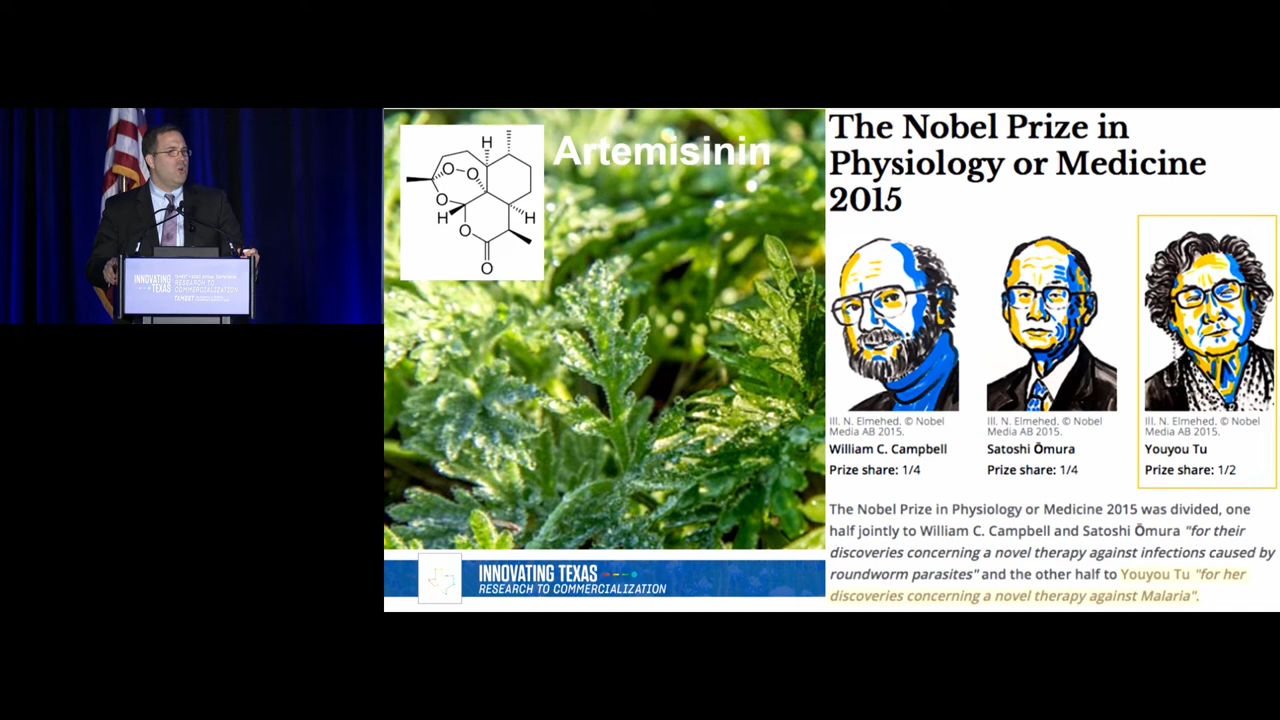 INNOVATING
TEXAS
RESEARCH TO
COMMERCIALIZATION
TAMEST
Artemisinin
H
O
O
O
H
H
O
O
INNOVATING TEXAS
RESEARCH TO COMMERCIALIZATION
The Nobel Prize in
Physiology or Medicine
2015
Ill. N. Elmehed. © Nobel
Media AB 2015.
William C. Campbell
Prize share: 1/4
Ill. N. Elmehed. © Nobel
Media AB 2015.
Satoshi Ōmura
Prize share: 1/4
Ill. N. Elmehed. © Nobel
Media AB 2015.
Youyou Tu
Prize share: 1/2
The Nobel Prize in Physiology or Medicine 2015 was divided, one
half jointly to William C. Campbell and Satoshi Ōmura "for their
discoveries concerning a novel therapy against infections caused by
roundworm parasites" and the other half to Youyou Tu "for her
discoveries concerning a novel therapy against Malaria".